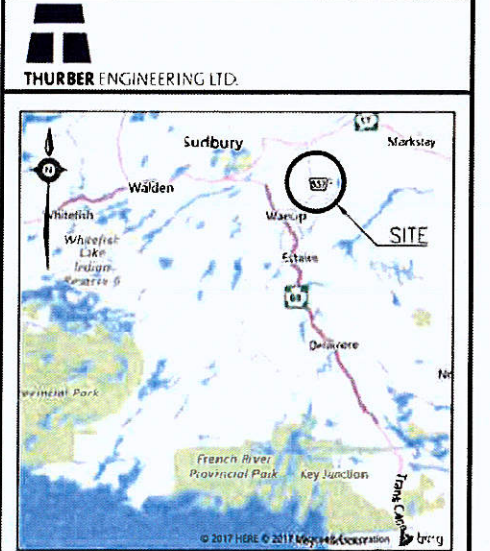 THURBER ENGINEERING LTD.
Sudbury
Markstay
Walden
537
Whitefish
Wanup
SITE
Whitefish
Lake
Indian
Reserve 6
Estaire
69
Delamere
Provincial Park
French River
Provincial Park
Key Junction
© 2017 HERE © 2017 Microsoft Corporation
bing